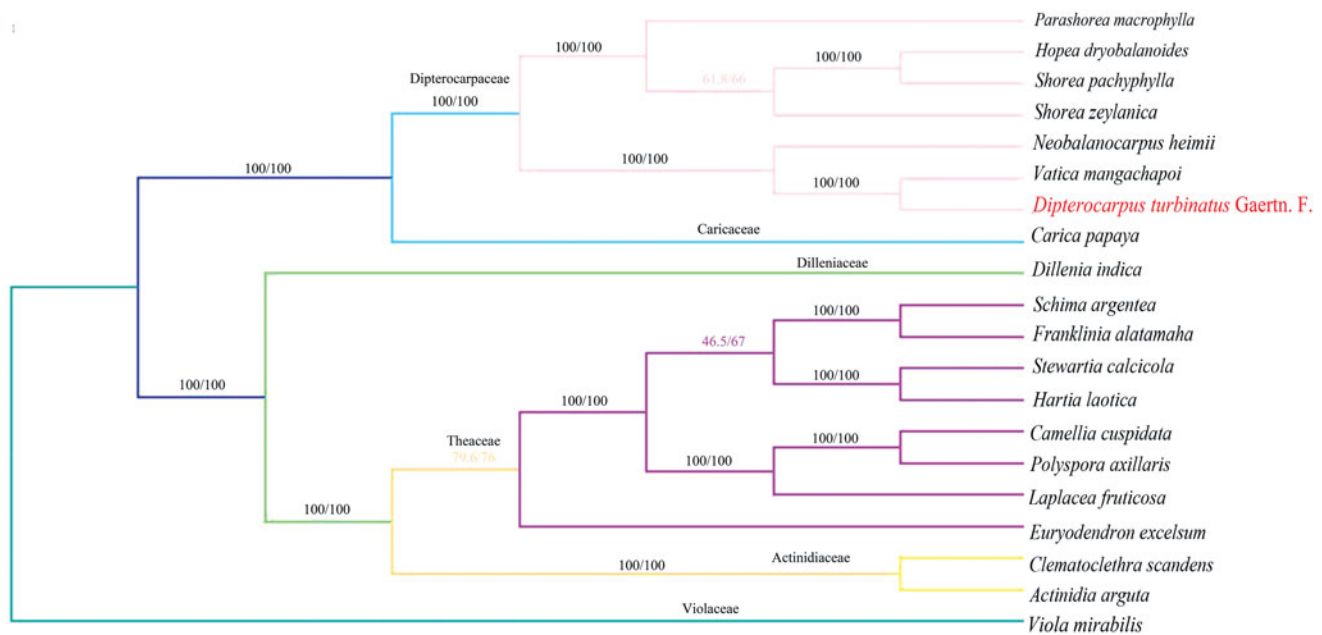 Parashorea macrophylla
100/100
Hopea dryobalanoides
100/100
Dipterocarpaceae
61.8/66
Shorea pachyphylla
100/100
Shorea zeylanica
Neobalanocarpus heimii
100/100
100/100
Vatica mangachapoi
100/100
Dipterocarpus turbinatus Gaertn. F.
Caricaceae
Carica papaya
Dilleniaceae
Dillenia indica
Schima argentea
100/100
Franklinia alatamaha
46.5/67
Stewartia calcicola
100/100
100/100
Hartia laotica
100/100
Camellia cuspidata
Theaceae
100/100
79.6/76
Polyspora axillaris
100/100
Laplacea fruticosa
100/100
Euryodendron excelsum
Actinidiaceae
Clematoclethra scandens
100/100
Actinidia arguta
Violaceae
Viola mirabilis